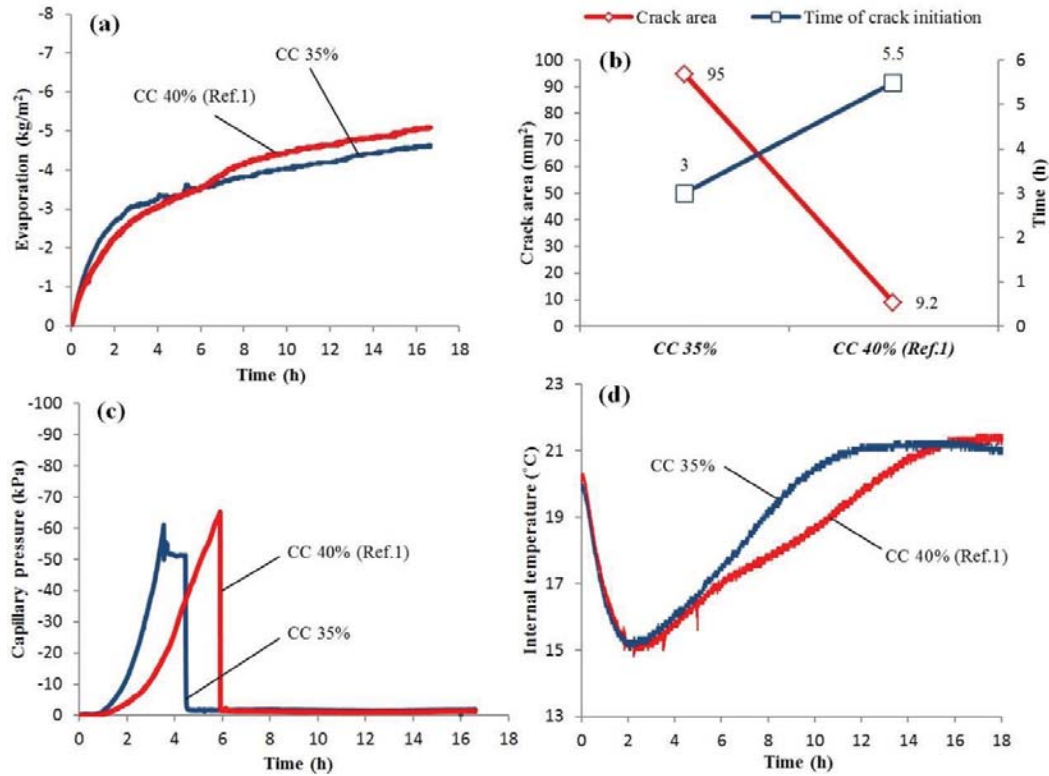 (a)
Evaporation (kg/m²)
-8
-7
-6
-5
-4
-3
-2
-1
0
CC 35%
CC 40% (Ref.1)
0 2 4 6 8 10 12 14 16 18
Time (h)
Crack area
Time of crack initiation
(b)
Crack area (mm²)
100
90
80
70
60
50
40
30
20
10
0
95
5.5
3
9.2
6
5
4
3
2
1
0
Time (h)
CC 35% CC 40% (Ref.1)
(c)
Capillary pressure (kPa)
-100
-90
-80
-70
-60
-50
-40
-30
-20
-10
0
CC 40% (Ref.1)
CC 35%
0 2 4 6 8 10 12 14 16 18
Time (h)
(d)
Internal temperature (˚C)
23
21
19
17
15
13
CC 35%
CC 40% (Ref.1)
0 2 4 6 8 10 12 14 16 18
Time (h)